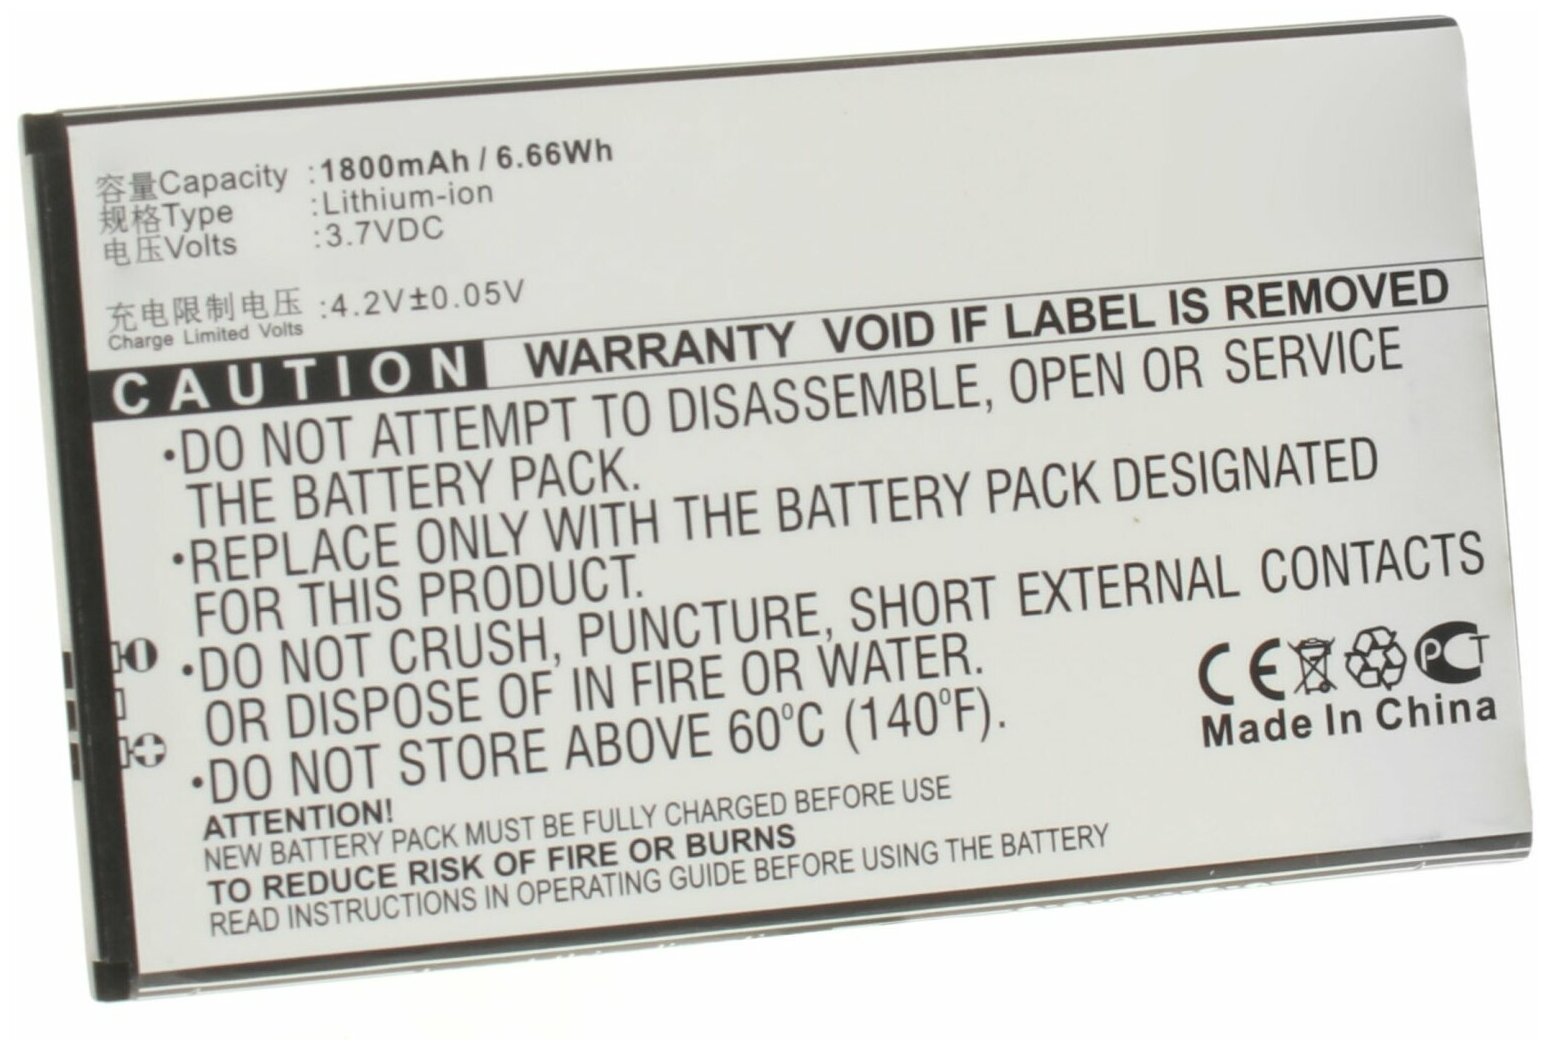 容量Capacity :1800mAh / 6.66Wh
规格Type :Lithium-ion
电压Volts :3.7VDC
充电限制电压 :4.2V±0.05V
Charge Limited Volts
CAUTION WARRANTY VOID IF LABEL IS REMOVED
•DO NOT ATTEMPT TO DISASSEMBLE, OPEN OR SERVICE
THE BATTERY PACK.
•REPLACE ONLY WITH THE BATTERY PACK DESIGNATED
FOR THIS PRODUCT.
•DO NOT CRUSH, PUNCTURE, SHORT EXTERNAL CONTACTS
OR DISPOSE OF IN FIRE OR WATER.
•DO NOT STORE ABOVE 60°C (140°F).
CE PCT
Made In China
ATTENTION!
NEW BATTERY PACK MUST BE FULLY CHARGED BEFORE USE
TO REDUCE RISK OF FIRE OR BURNS
READ INSTRUCTIONS IN OPERATING GUIDE BEFORE USING THE BATTERY